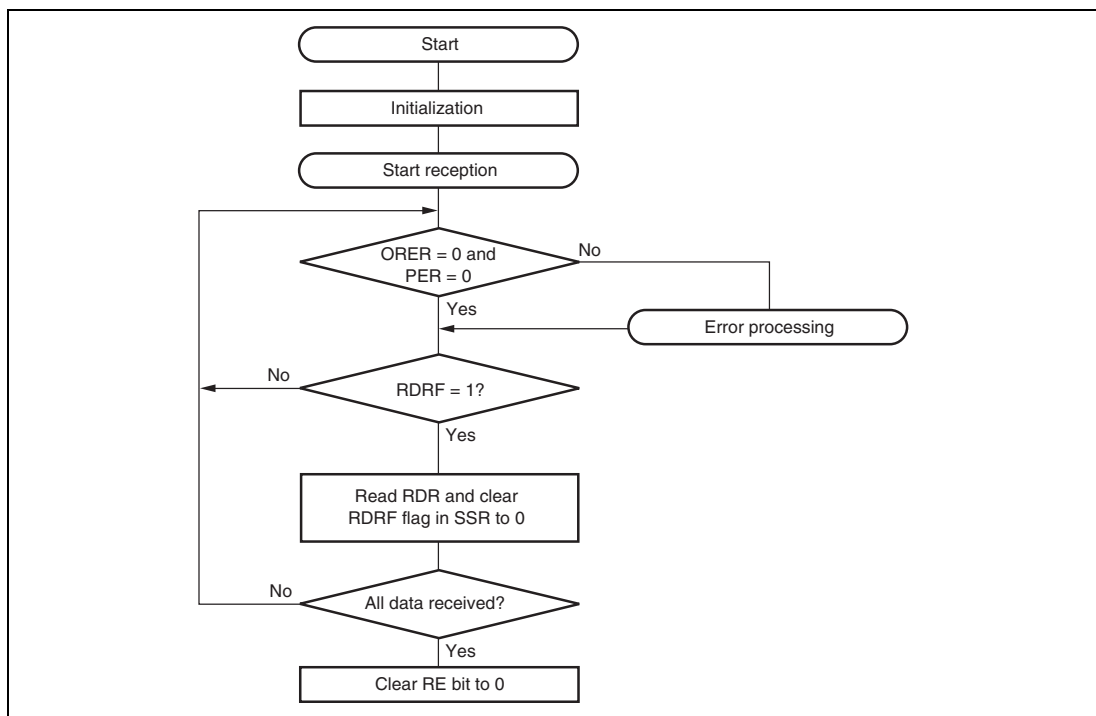 Start
Initialization
Start reception
ORER = 0 and
PER = 0
No
Yes
Error processing
No
RDRF = 1?
Yes
Read RDR and clear
RDRF flag in SSR to 0
No
All data received?
Yes
Clear RE bit to 0